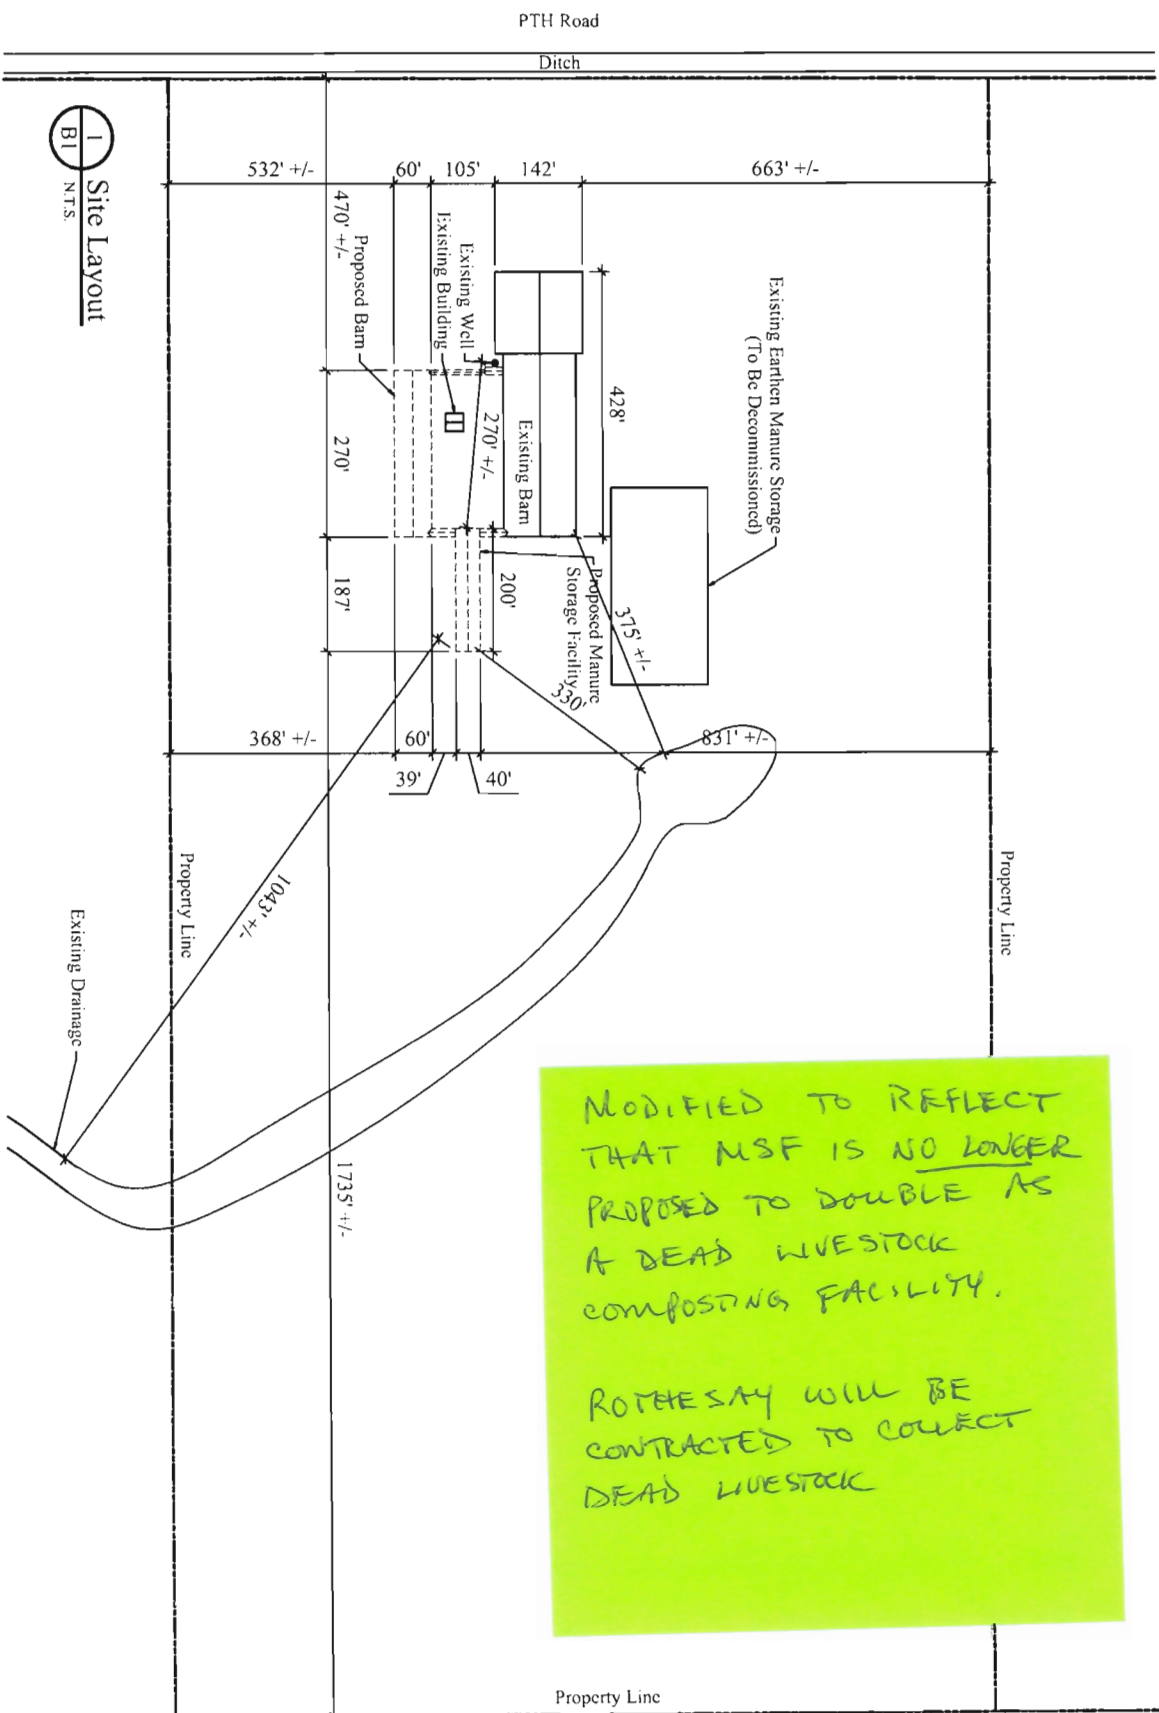 PTH Road
Ditch
1
B1
Site Layout
N.T.S.
532' +/-
60'
105'
142'
663' +/-
470' +/-
Proposed Barn
Existing Building
Existing Well
Existing Barn
428'
Existing Earthen Manure Storage
(To Be Decommissioned)
270'
270' +/-
187'
200'
Proposed Manure
Storage Facility
375' +/-
330'
368' +/-
60'
39'
40'
831' +/-
1043' +/-
Property Line
Property Line
Existing Drainage
1735' +/-
Property Line
MODIFIED TO REFLECT
THAT MSF IS NO LONGER
PROPOSED TO DOUBLE AS
A DEAD LIVESTOCK
COMPOSTING FACILITY.
ROTHESAY WILL BE
CONTRACTED TO COLLECT
DEAD LIVESTOCK